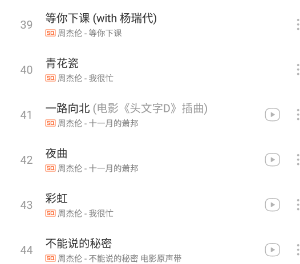 39 等你下课 (with 杨瑞代)
SQ 周杰伦 - 等你下课
40 青花瓷
SQ 周杰伦 - 我很忙
41 一路向北 (电影《头文字D》插曲)
SQ 周杰伦 - 十一月的萧邦
42 夜曲
SQ 周杰伦 - 十一月的萧邦
43 彩虹
SQ 周杰伦 - 我很忙
44 不能说的秘密
SQ 周杰伦 - 不能说的秘密 电影原声带